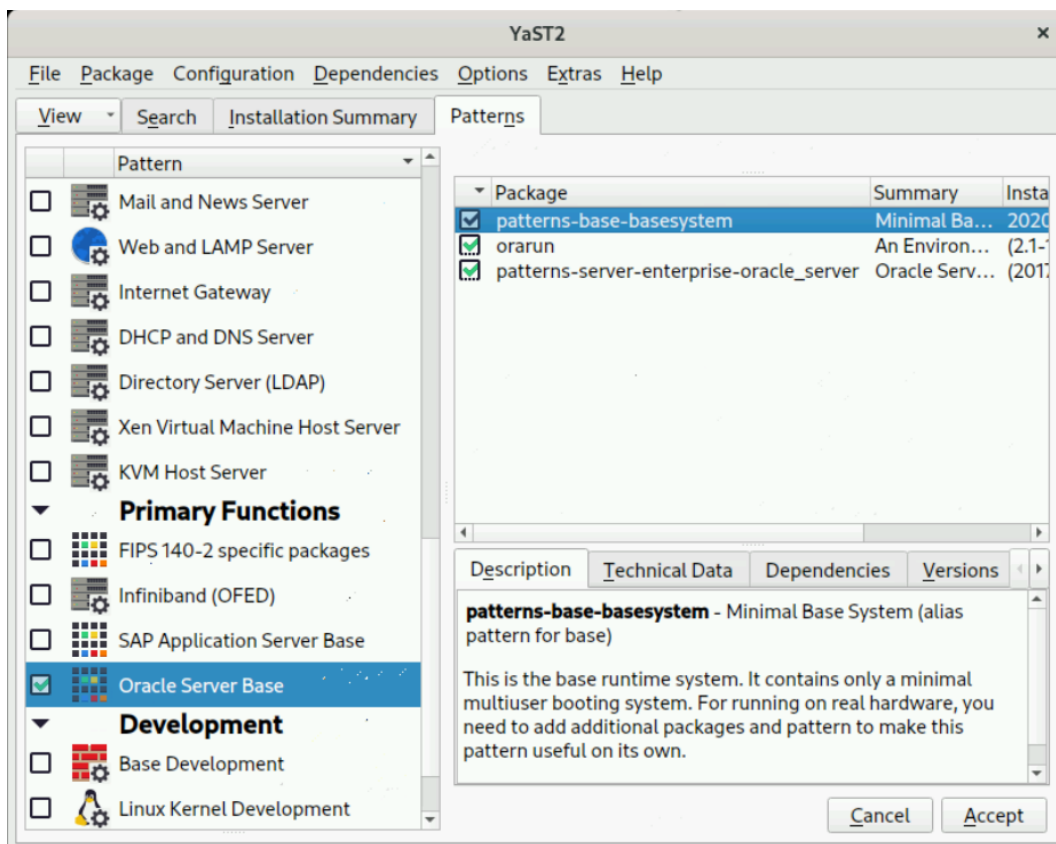 YaST2
File Package Configuration Dependencies Options Extras Help
View Search Installation Summary Patterns
Pattern
Mail and News Server
Web and LAMP Server
Internet Gateway
DHCP and DNS Server
Directory Server (LDAP)
Xen Virtual Machine Host Server
KVM Host Server
Primary Functions
FIPS 140-2 specific packages
Infiniband (OFED)
SAP Application Server Base
Oracle Server Base
Development
Base Development
Linux Kernel Development
Package Summary Insta
patterns-base-basesystem Minimal Ba... 2020
orarun An Environ... (2.1-1
patterns-server-enterprise-oracle_server Oracle Serv... (2017
Description Technical Data Dependencies Versions
patterns-base-basesystem - Minimal Base System (alias
pattern for base)
This is the base runtime system. It contains only a minimal
multiuser booting system. For running on real hardware, you
need to add additional packages and pattern to make this
pattern useful on its own.
Cancel Accept